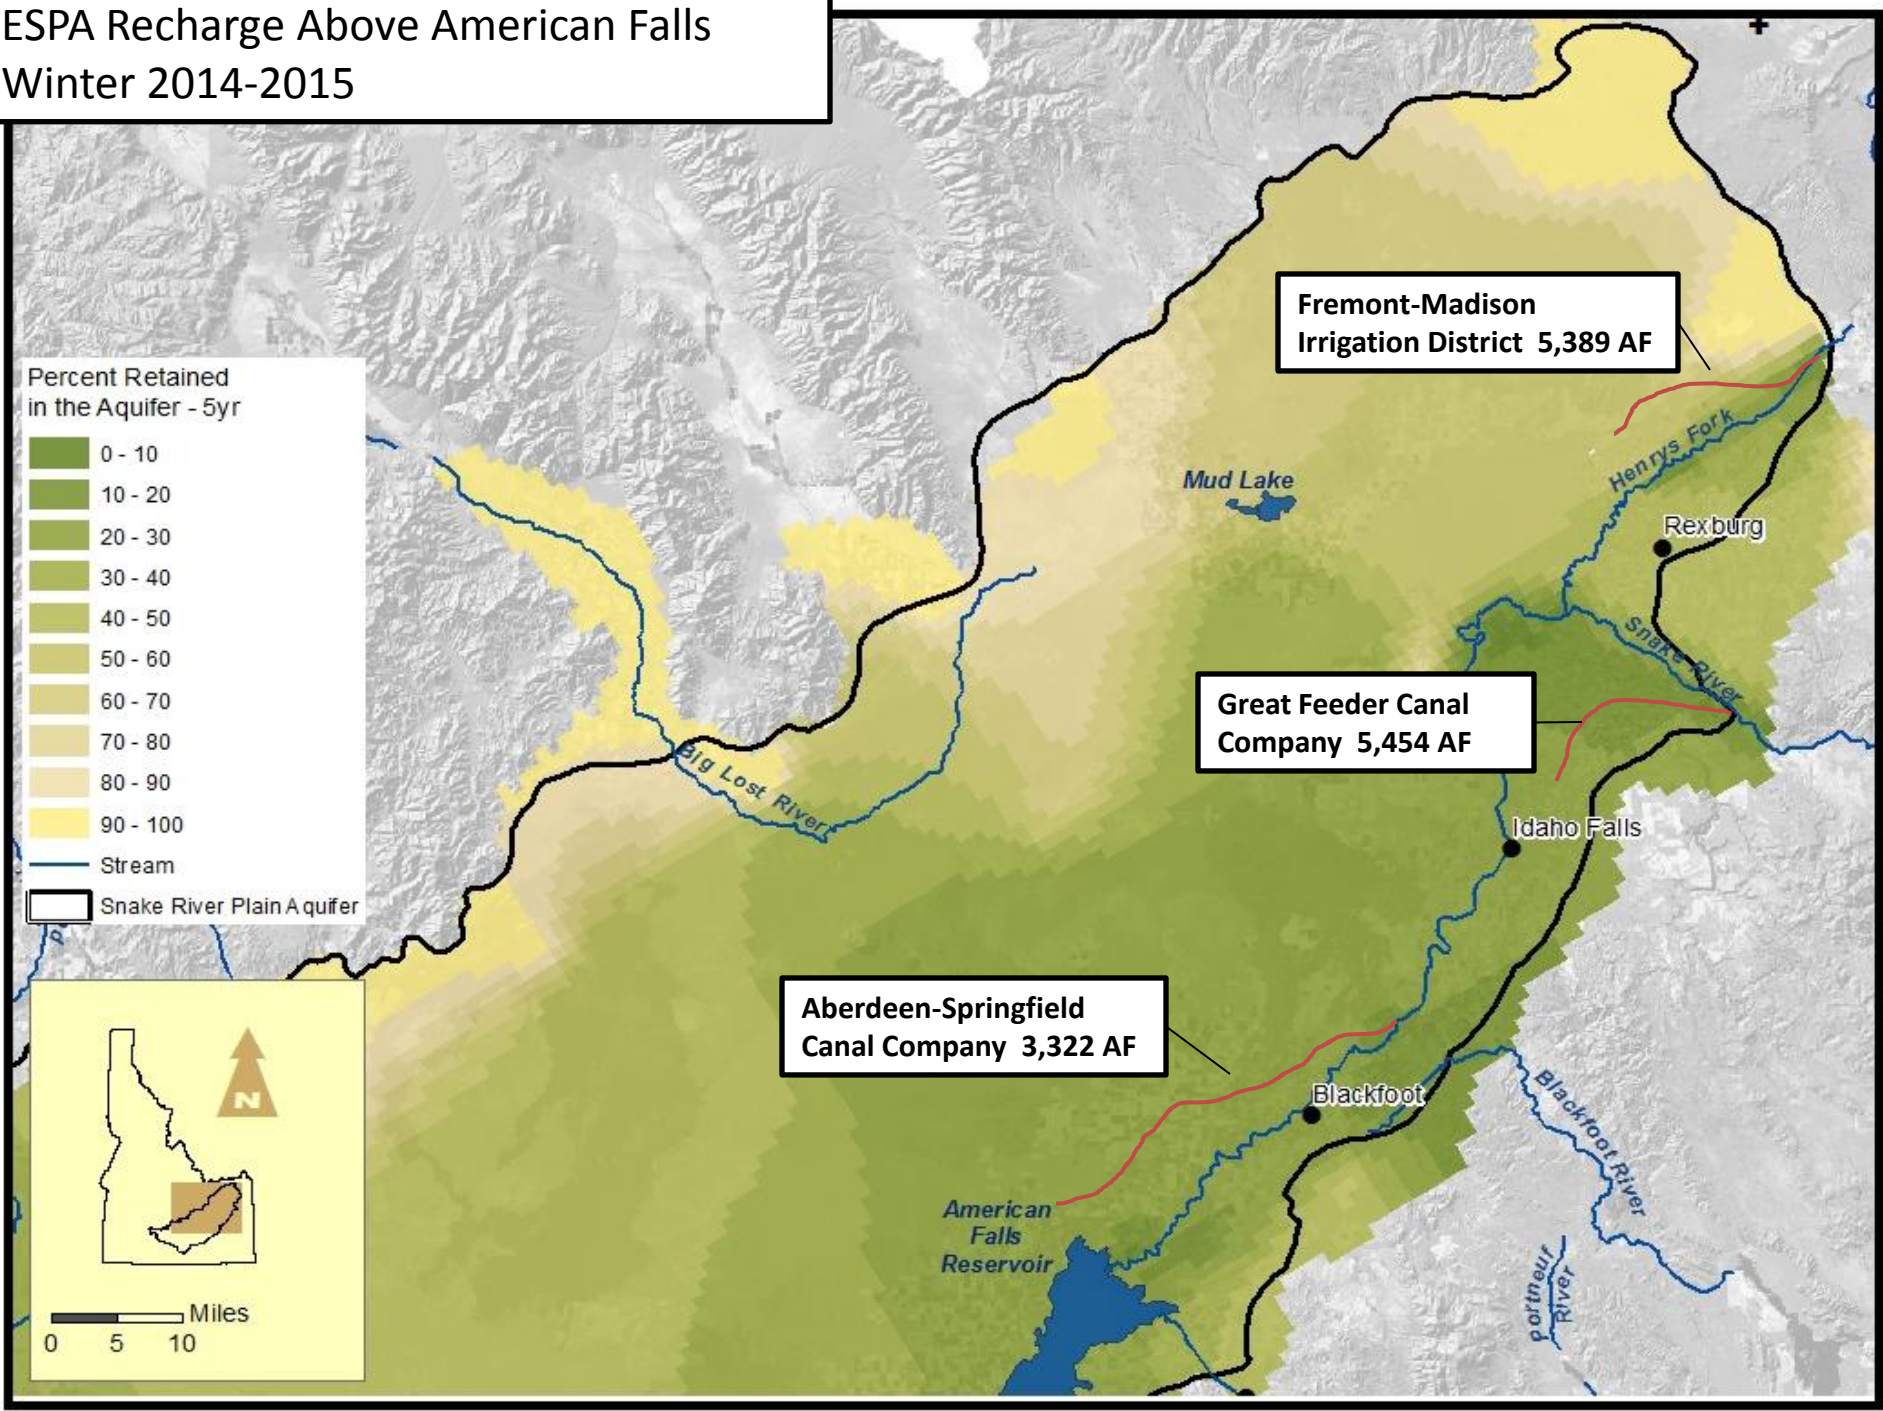 ESPA Recharge Above American Falls
Winter 2014-2015
Fremont-Madison
Irrigation District 5,389 AF
Percent Retained
in the Aquifer - 5yr
0 - 10
10 - 20
20 - 30
30 - 40
40 - 50
50 - 60
60 - 70
70 - 80
80 - 90
90 - 100
Stream
Snake River Plain Aquifer
Henrys Fork
Mud Lake
Rexburg
Snake River
Great Feeder Canal
Company 5,454 AF
Big Lost River
Idaho Falls
Aberdeen-Springfield
Canal Company 3,322 AF
Blackfoot
Blackfoot River
American
Falls
Reservoir
Portneuf
River
N
Miles
0 5 10